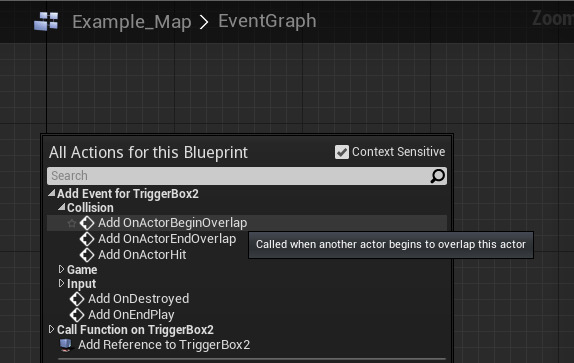 Example_Map > EventGraph
Zoom
All Actions for this Blueprint
Context Sensitive
Search
Add Event for TriggerBox2
Collision
Add OnActorBeginOverlap
Add OnActorEndOverlap
Called when another actor begins to overlap this actor
Add OnActorHit
Game
Input
Add OnDestroyed
Add OnEndPlay
Call Function on TriggerBox2
Add Reference to TriggerBox2